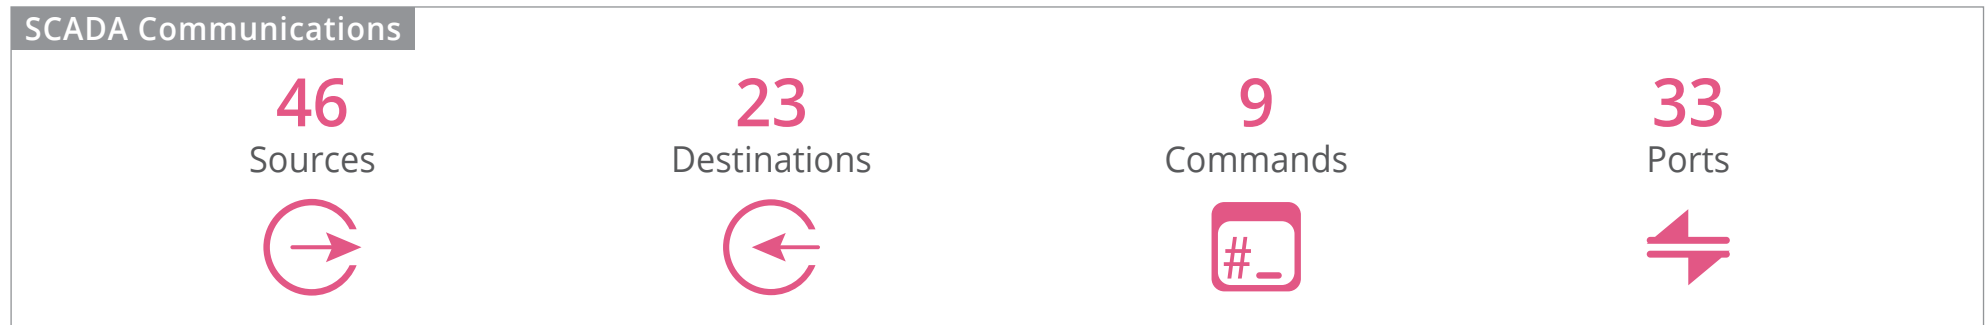 SCADA Communications
46 23 9 33
Sources Destinations Commands Ports
#_